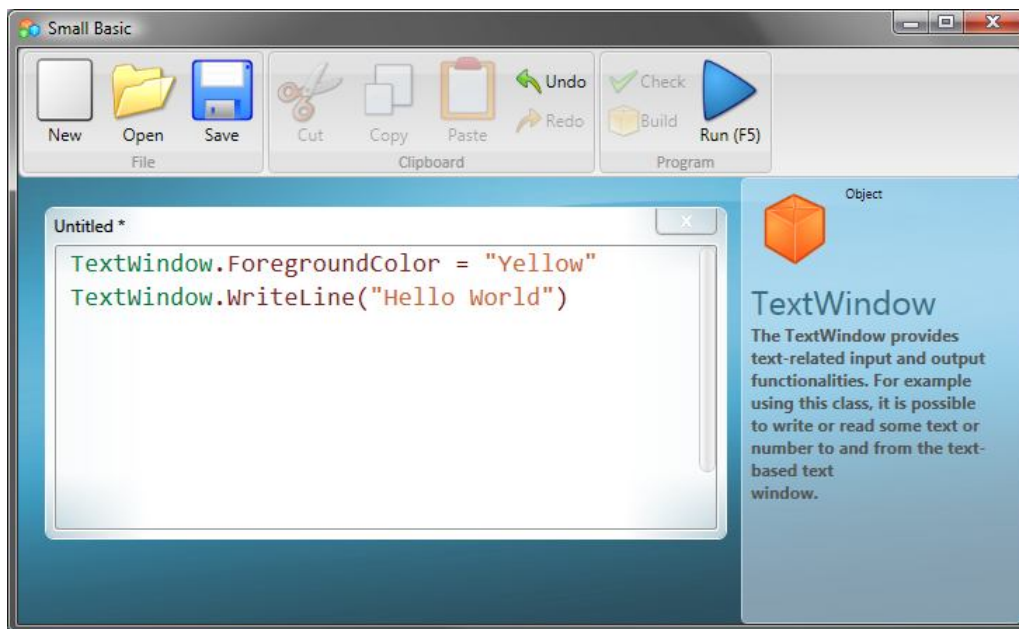 Small Basic
New
Open
Save
File
Cut
Copy
Paste
Undo
Redo
Clipboard
Check
Build
Run (F5)
Program
Untitled *
TextWindow.ForegroundColor = "Yellow"
TextWindow.WriteLine("Hello World")
Object
TextWindow
The TextWindow provides
text-related input and output
functionalities. For example
using this class, it is possible
to write or read some text or
number to and from the text-
based text
window.